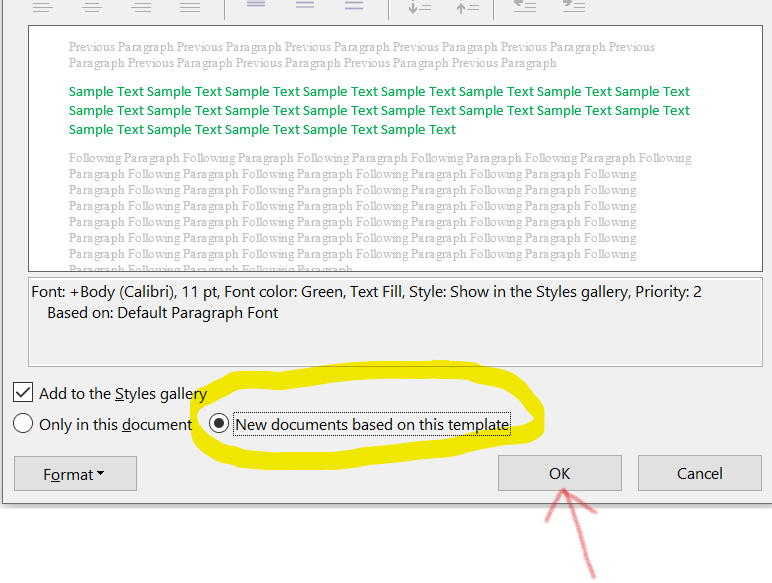 Previous Paragraph Previous Paragraph Previous Paragraph Previous Paragraph Previous Paragraph Previous
Paragraph Previous Paragraph Previous Paragraph Previous Paragraph Previous Paragraph
Sample Text Sample Text Sample Text Sample Text Sample Text Sample Text Sample Text Sample Text
Sample Text Sample Text Sample Text Sample Text Sample Text Sample Text Sample Text Sample Text
Sample Text Sample Text Sample Text Sample Text Sample Text
Following Paragraph Following Paragraph Following Paragraph Following Paragraph Following Paragraph Following
Paragraph Following Paragraph Following Paragraph Following Paragraph Following Paragraph Following
Paragraph Following Paragraph Following Paragraph Following Paragraph Following Paragraph Following
Paragraph Following Paragraph Following Paragraph Following Paragraph Following Paragraph Following
Paragraph Following Paragraph Following Paragraph Following Paragraph Following Paragraph Following
Paragraph Following Paragraph Following Paragraph Following Paragraph Following Paragraph Following
Paragraph Following Paragraph Following Paragraph Following Paragraph Following Paragraph Following
Paragraph Following Paragraph Following Paragraph
Font: +Body (Calibri), 11 pt, Font color: Green, Text Fill, Style: Show in the Styles gallery, Priority: 2
Based on: Default Paragraph Font
Add to the Styles gallery
Only in this document New documents based on this template
Format OK Cancel